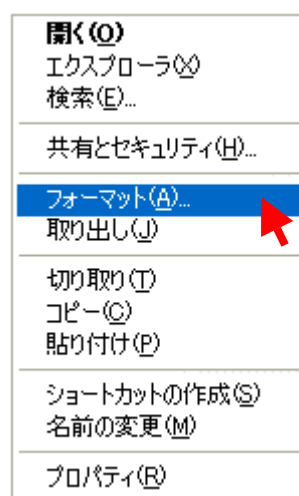 開く(O)
エクスプローラ(X)
検索(E)...
共有とセキュリティ(H)...
フォーマット(A)...
取り出し(J)
切り取り(T)
コピー(C)
貼り付け(P)
ショートカットの作成(S)
名前の変更(M)
プロパティ(R)